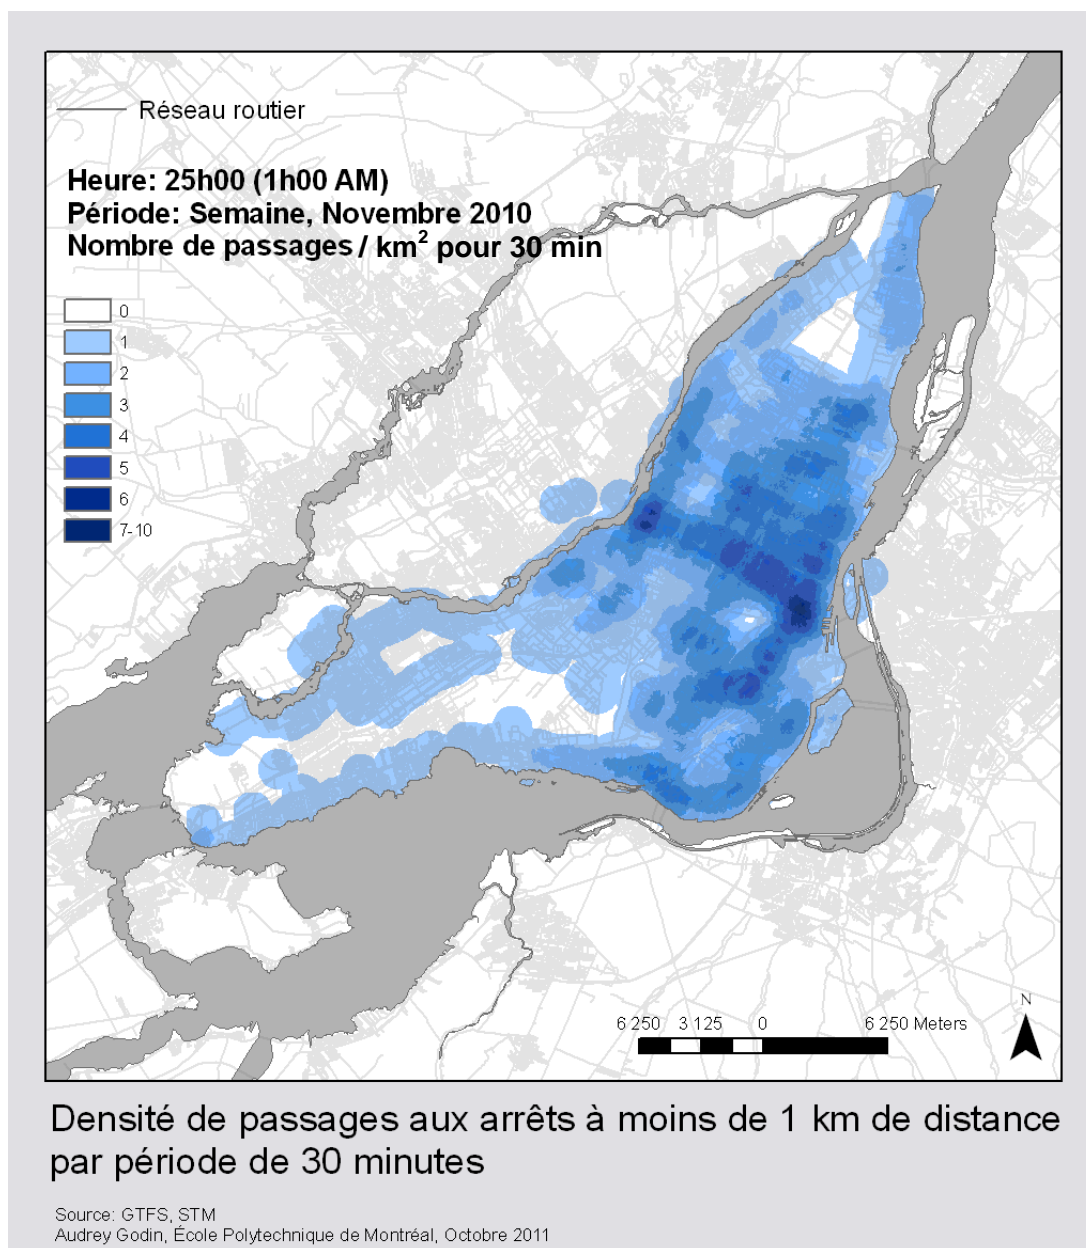 Réseau routier
Heure: 25h00 (1h00 AM)
Période: Semaine, Novembre 2010
Nombre de passages / km² pour 30 min
0
1
2
3
4
5
6
7-10
N
6 250 3 125 0 6 250 Meters
Densité de passages aux arrêts à moins de 1 km de distance
par période de 30 minutes
Source: GTFS, STM
Audrey Godin, École Polytechnique de Montréal, Octobre 2011